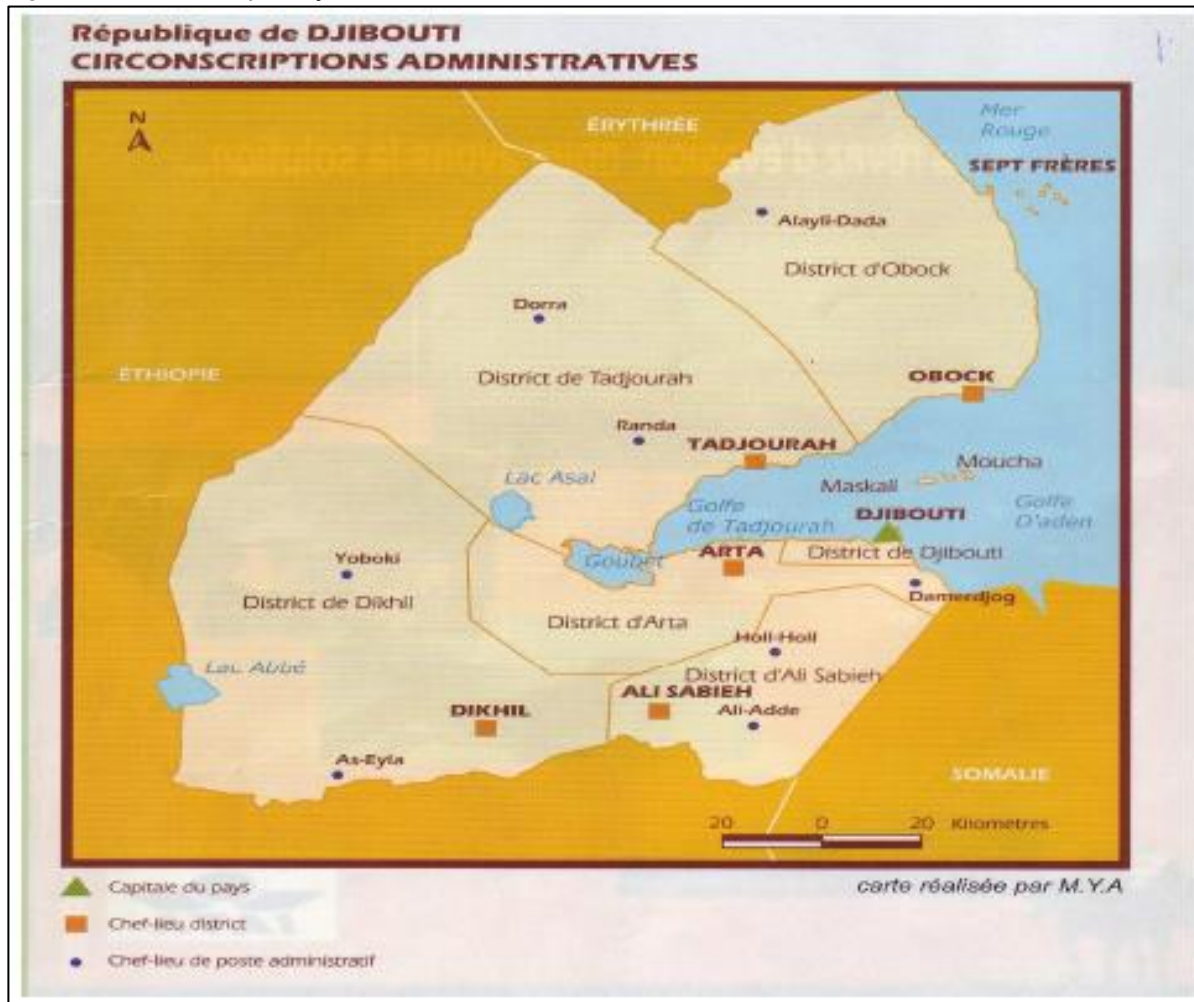 République de DJIBOUTI
CIRCONSCRIPTIONS ADMINISTRATIVES
N
ÉRYTHRÉE
Mer
Rouge
SEPT FRÈRES
Alayli-Dada
District d'Obock
Dorra
ÉTHIOPIE
District de Tadjourah
OBOCK
Randa
TADJOURAH
Lac Asal
Moucha
Maskali
Golfe
de Tadjourah
DJIBOUTI
Golfe
D'aden
Goubet
ARTA
District de Djibouti
Yoboki
District de Dikhil
Damerdjog
District d'Arta
Holl-Holl
Lac Abbé
District d'Ali Sabieh
ALI SABIEH
DIKHIL
Ali-Adde
As-Eyla
SOMALIE
20 0 20 Kilometres
Capitale du pays
carte réalisée par M.Y.A
Chef-lieu district
Chef-lieu de poste administratif